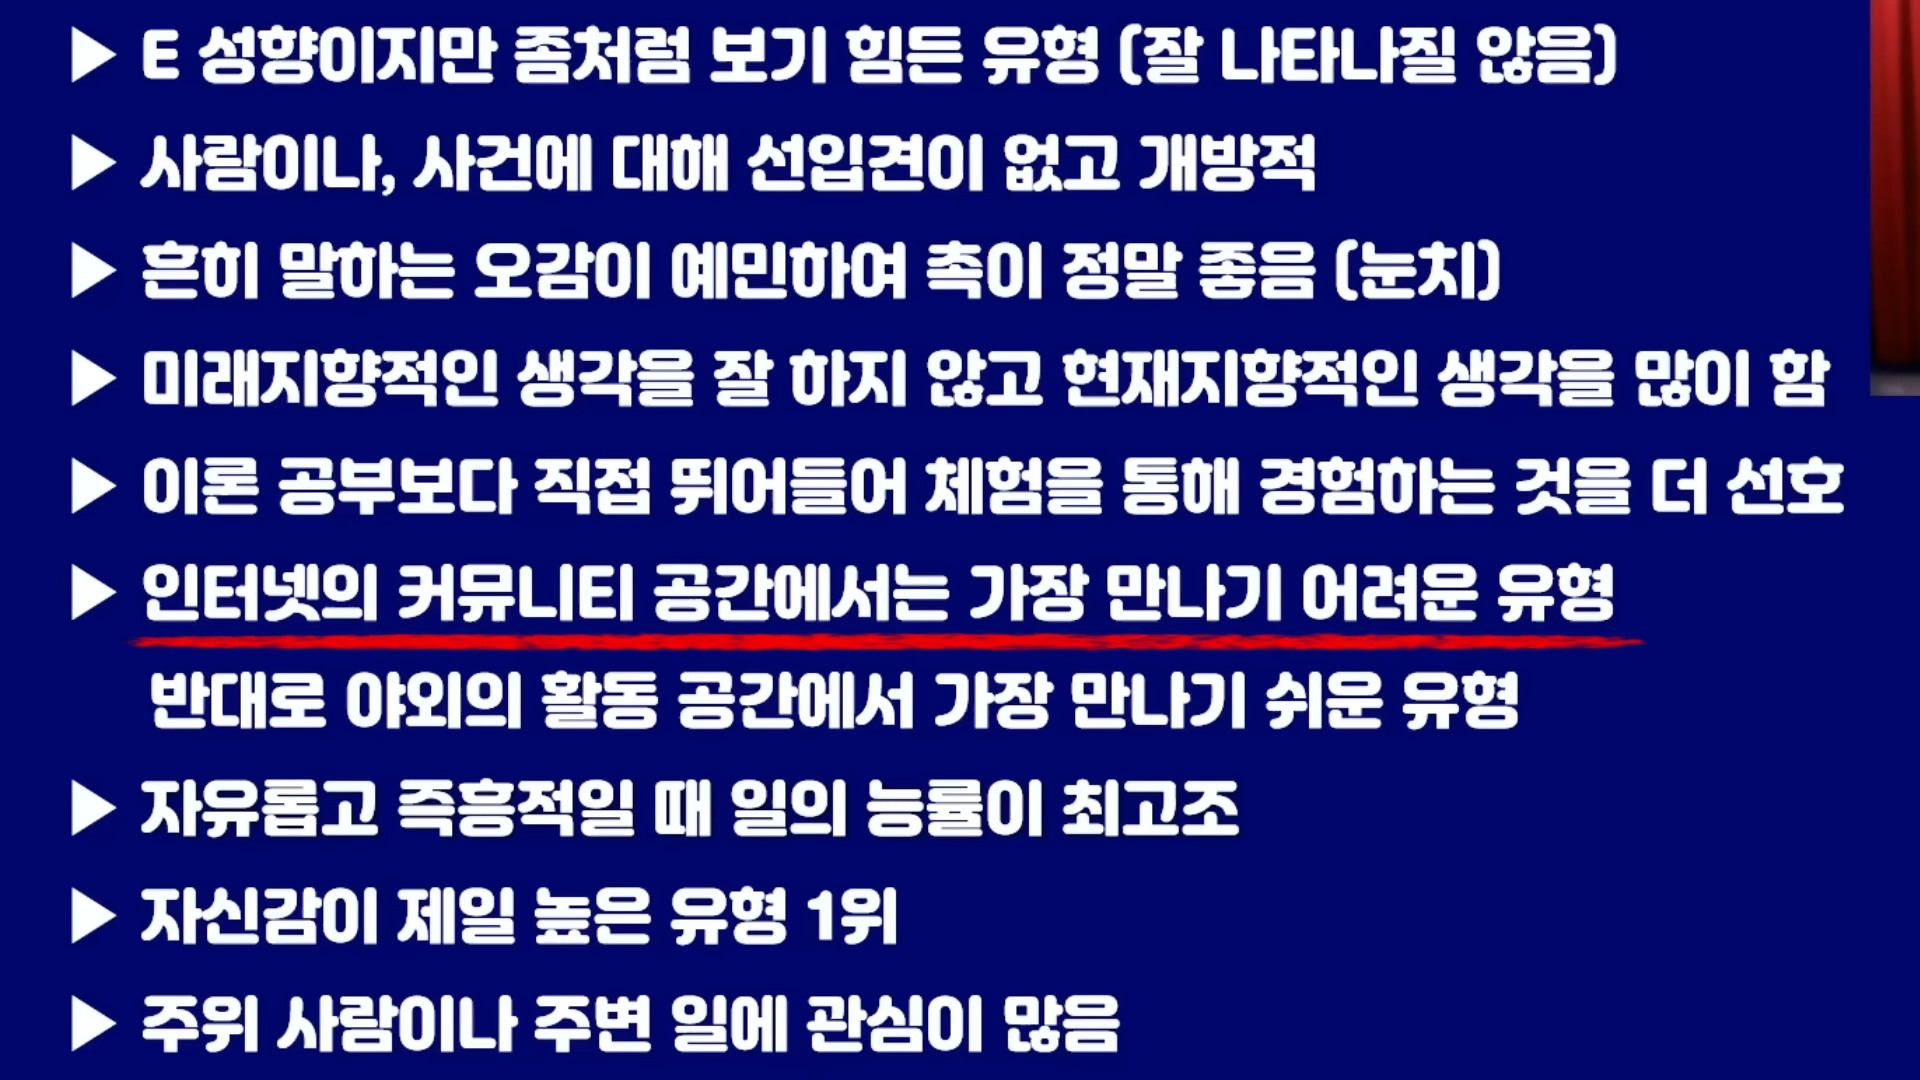 ▶ E 성향이지만 좀처럼 보기 힘든 유형 (잘 나타나질 않음)
▶ 사람이나, 사건에 대해 선입견이 없고 개방적
▶ 흔히 말하는 오감이 예민하여 촉이 정말 좋음 (눈치)
▶ 미래지향적인 생각을 잘 하지 않고 현재지향적인 생각을 많이 함
▶ 이론 공부보다 직접 뛰어들어 체험을 통해 경험하는 것을 더 선호
▶ 인터넷의 커뮤니티 공간에서는 가장 만나기 어려운 유형
반대로 야외의 활동 공간에서 가장 만나기 쉬운 유형
▶ 자유롭고 즉흥적일 때 일의 능률이 최고조
▶ 자신감이 제일 높은 유형 1위
▶ 주위 사람이나 주변 일에 관심이 많음